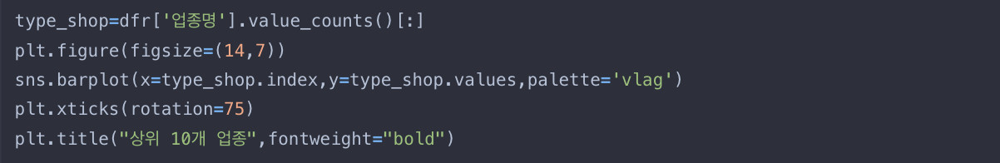 type_shop=dfr['업종명'].value_counts()[:]
plt.figure(figsize=(14,7))
sns.barplot(x=type_shop.index,y=type_shop.values,palette='vlag')
plt.xticks(rotation=75)
plt.title("상위 10개 업종",fontweight="bold")